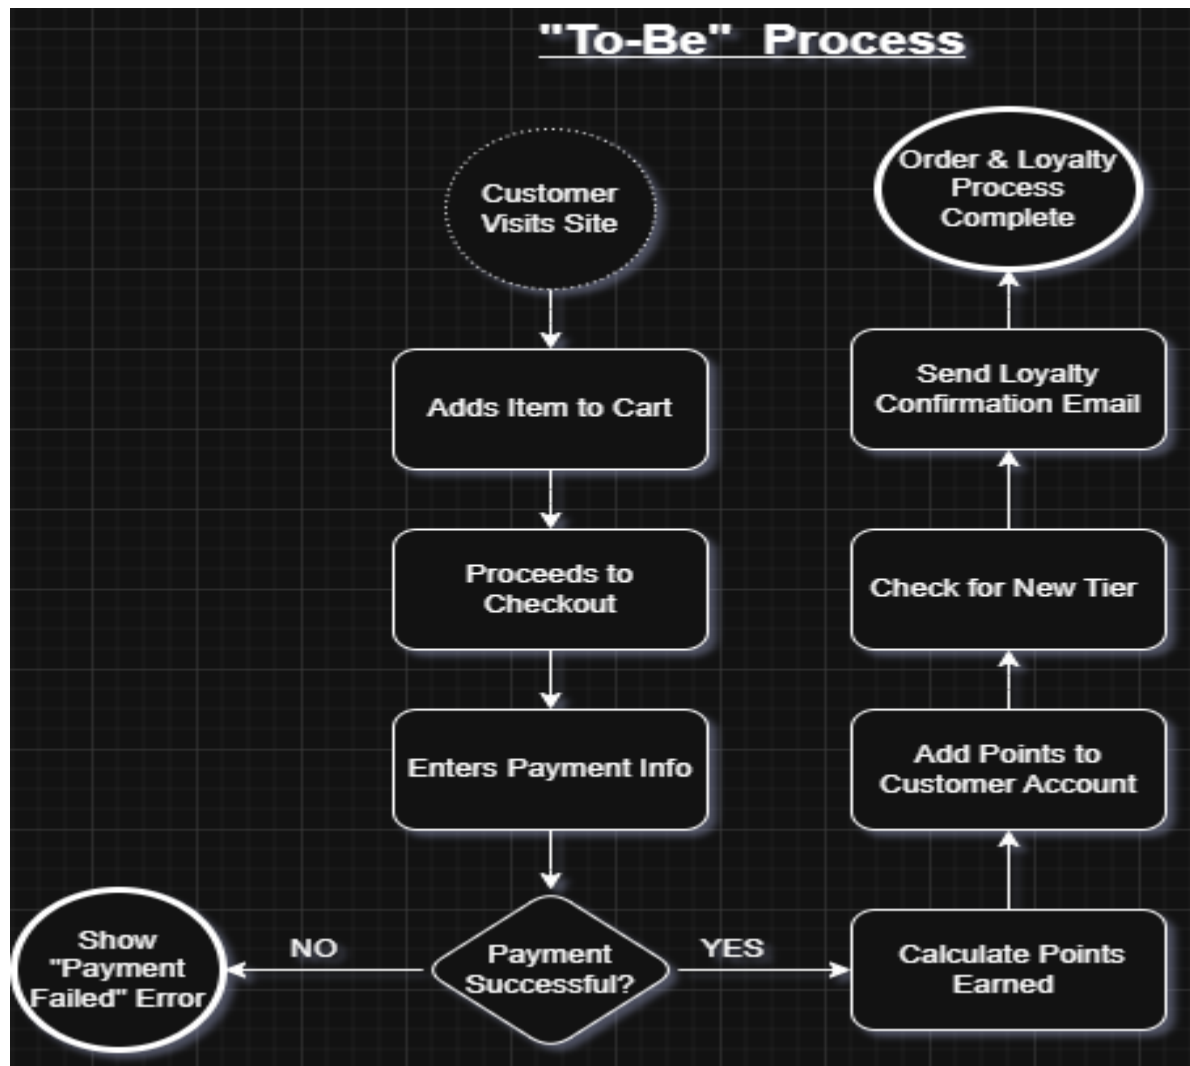 "To-Be" Process
Customer
Visits Site
Adds Item to Cart
Proceeds to
Checkout
Enters Payment Info
Payment
Successful?
NO
Show
"Payment
Failed" Error
YES
Calculate Points
Earned
Add Points to
Customer Account
Check for New Tier
Send Loyalty
Confirmation Email
Order & Loyalty
Process
Complete